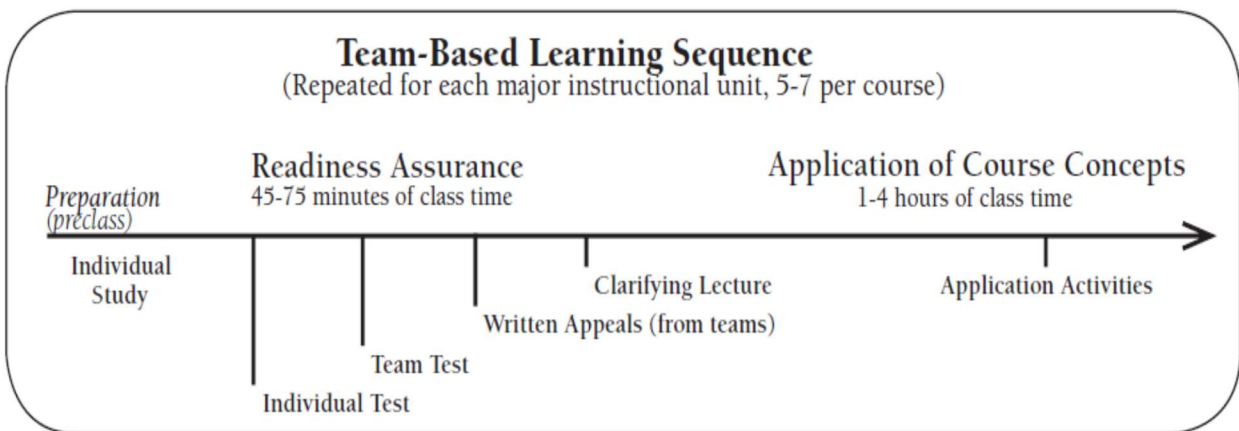 Team-Based Learning Sequence
(Repeated for each major instructional unit, 5-7 per course)
Preparation
(preclass)
Readiness Assurance
45-75 minutes of class time
Application of Course Concepts
1-4 hours of class time
Individual
Study
Individual Test
Team Test
Written Appeals (from teams)
Clarifying Lecture
Application Activities